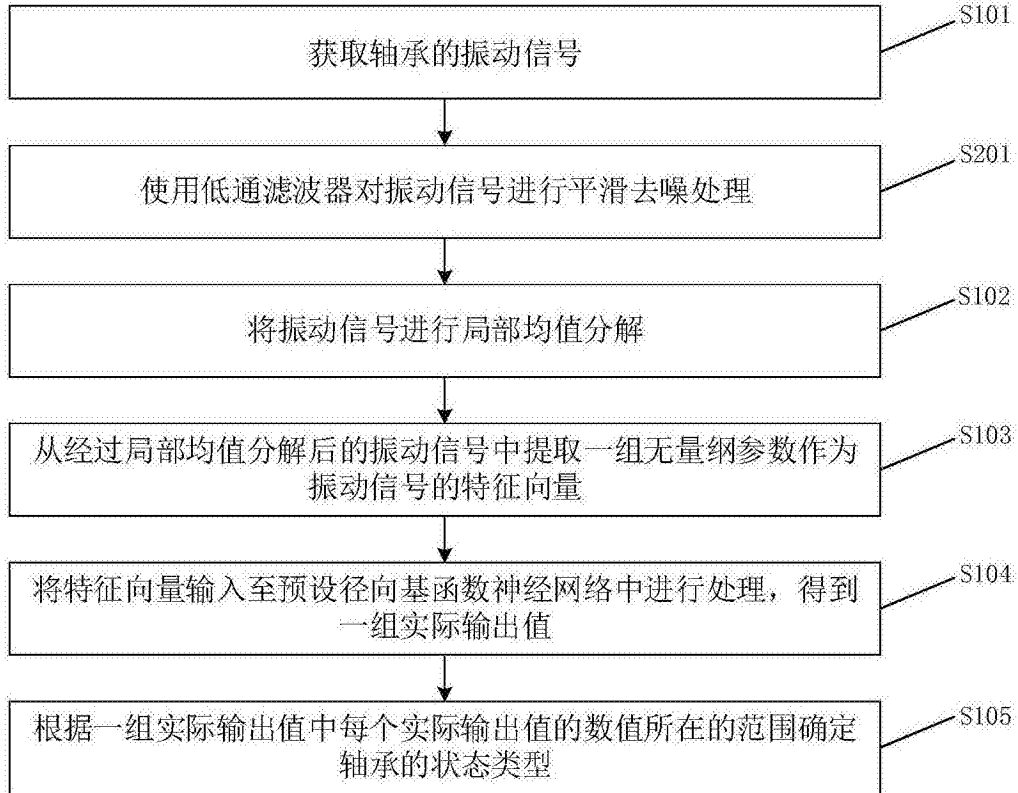 S101
获取轴承的振动信号
S201
使用低通滤波器对振动信号进行平滑去噪处理
S102
将振动信号进行局部均值分解
S103
从经过局部均值分解后的振动信号中提取一组无量纲参数作为
振动信号的特征向量
S104
将特征向量输入至预设径向基函数神经网络中进行处理，得到
一组实际输出值
S105
根据一组实际输出值中每个实际输出值的数值所在的范围确定
轴承的状态类型